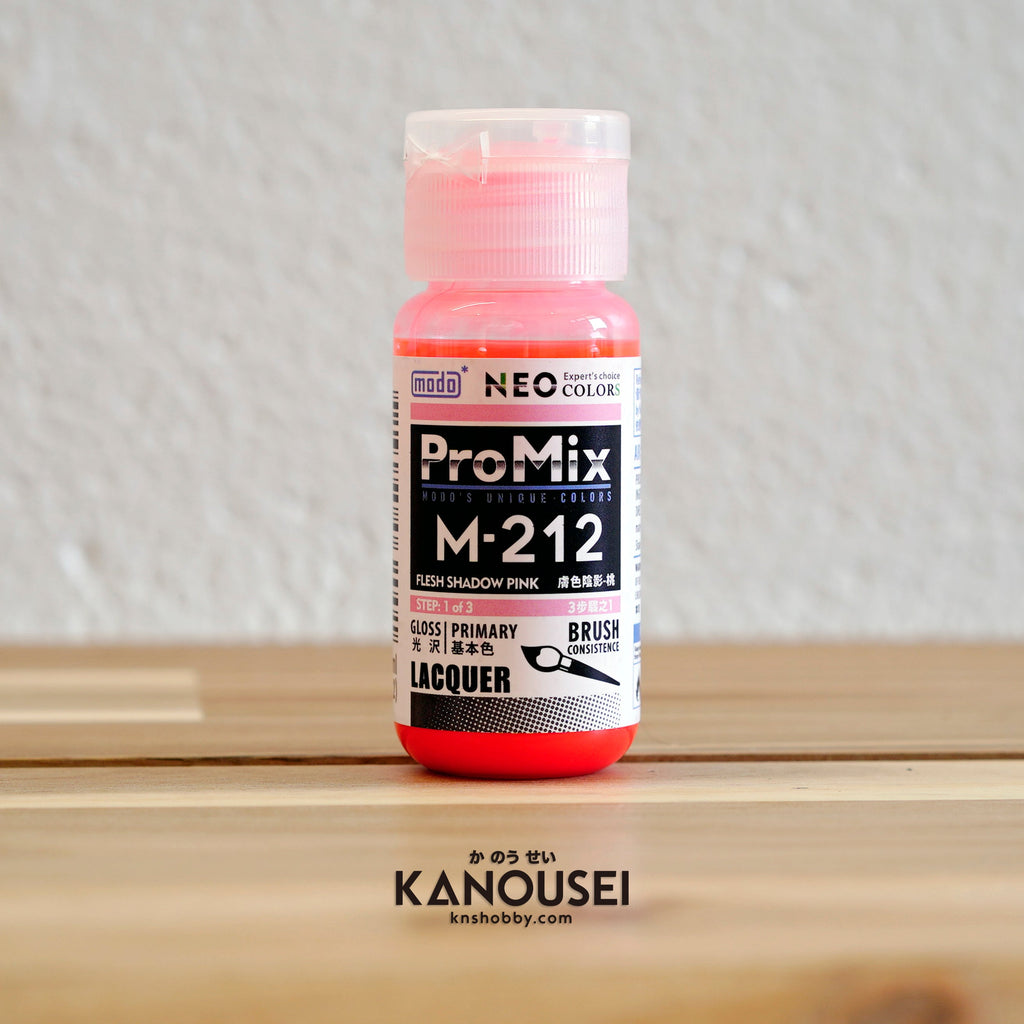 modo*
NEO Expert's choice COLORS
ProMix
MODO'S UNIQUE COLORS
M-212
FLESH SHADOW PINK 膚色陰影-桃
STEP: 1 of 3 3步驟之1
GLOSS PRIMARY BRUSH
光沢 基本色 CONSISTENCE
LACQUER
かのうせい
KANOUSEI
knshobby.com